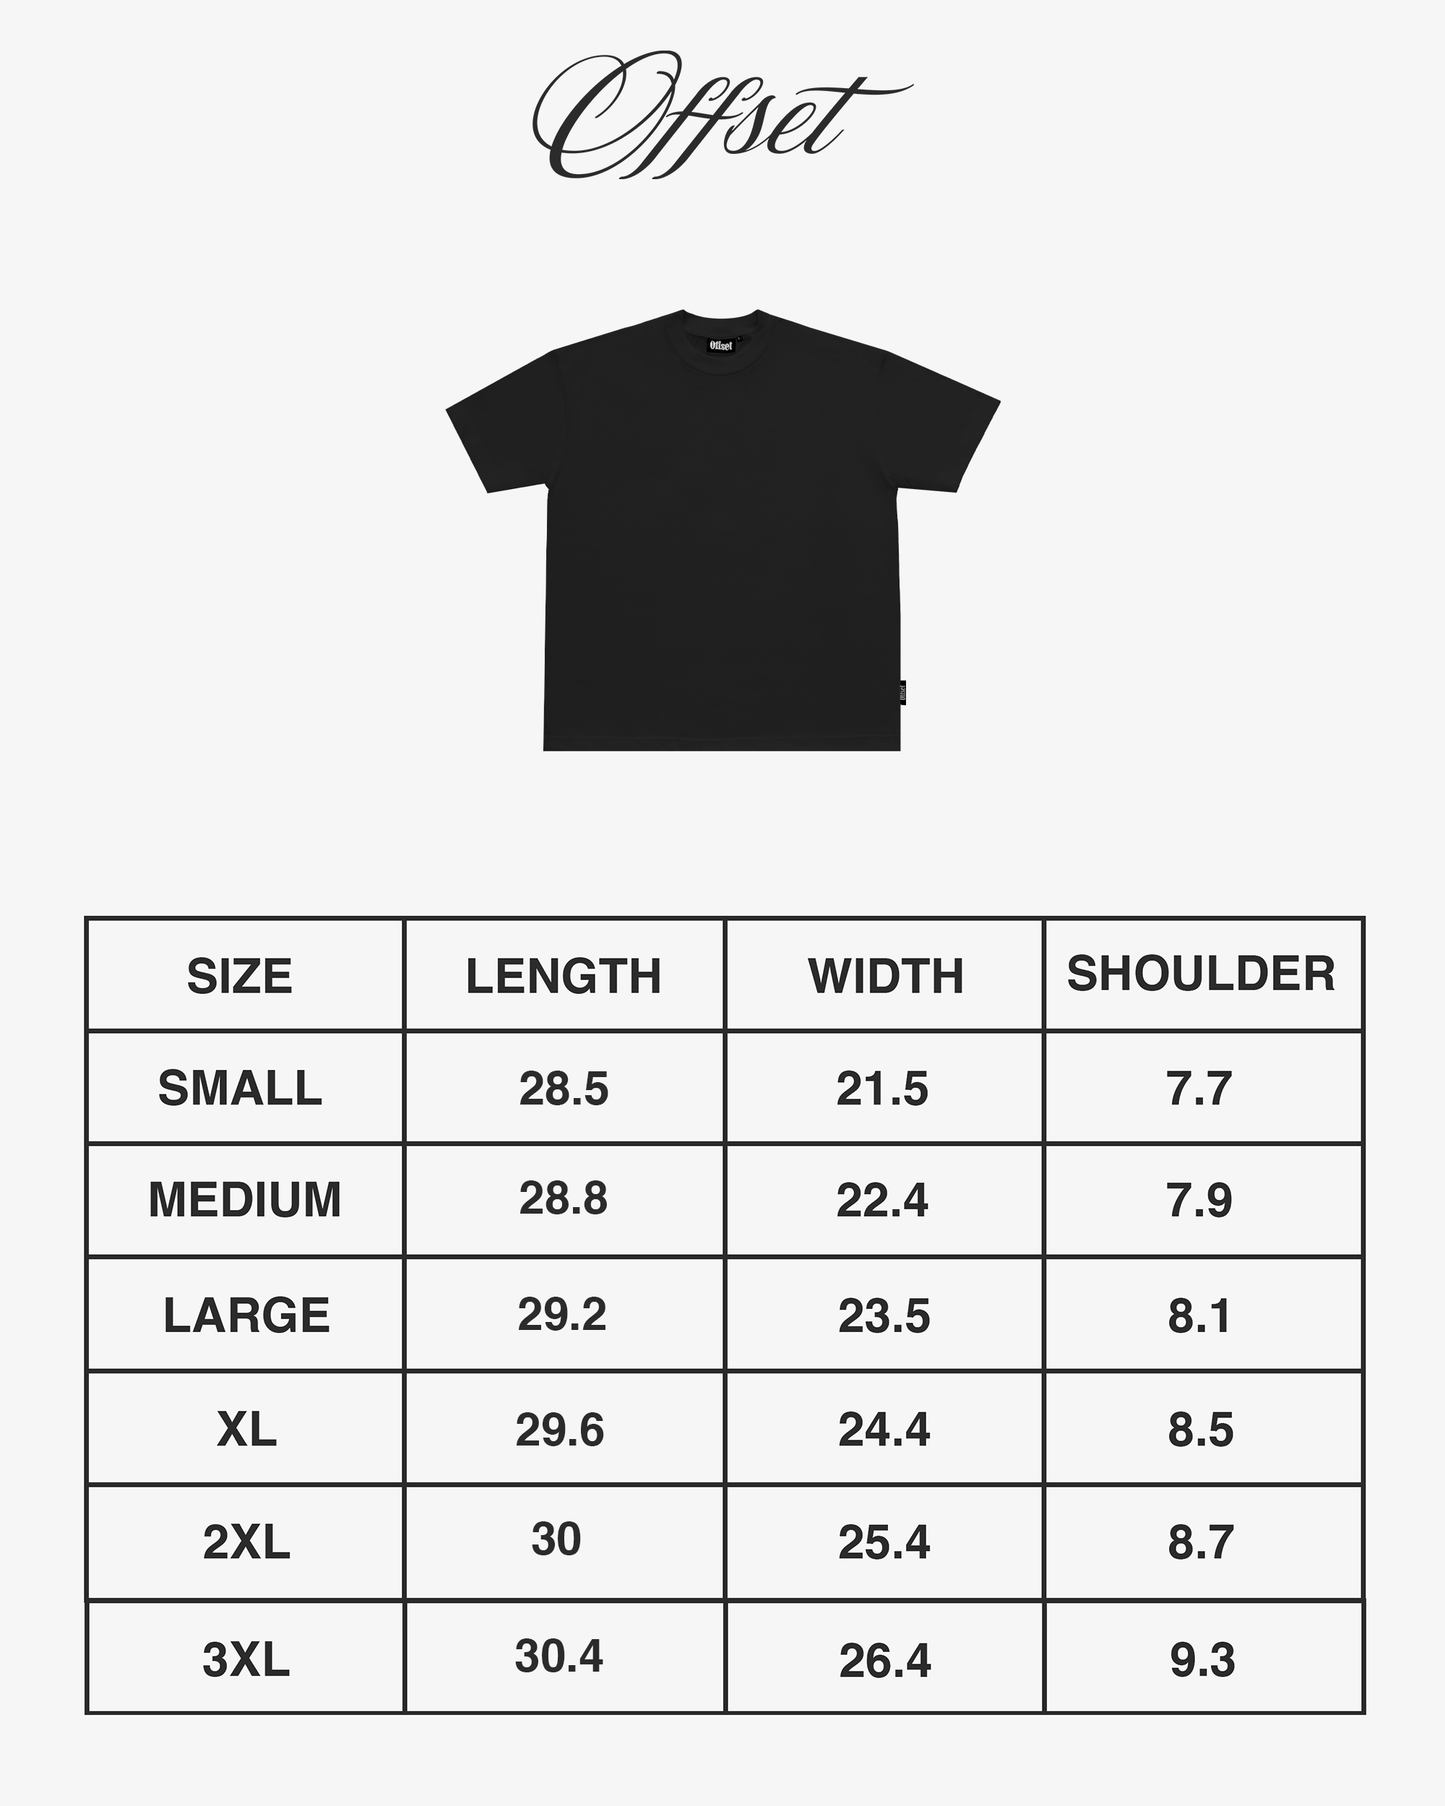 Offset
Offset
Offset
SIZE LENGTH WIDTH SHOULDER
SMALL 28.5 21.5 7.7
MEDIUM 28.8 22.4 7.9
LARGE 29.2 23.5 8.1
XL 29.6 24.4 8.5
2XL 30 25.4 8.7
3XL 30.4 26.4 9.3